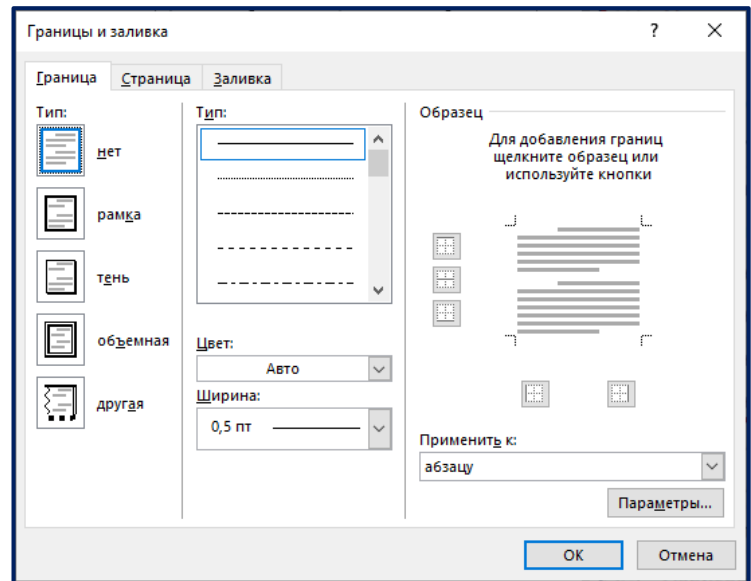 Границы и заливка
?
Граница Страница Заливка
Тип:
нет
рамка
тень
объемная
другая
Тип:
Цвет:
Авто
Ширина:
0,5 пт
Образец
Для добавления границ
щелкните образец или
используйте кнопки
Применить к:
абзацу
Параметры...
ОК Отмена